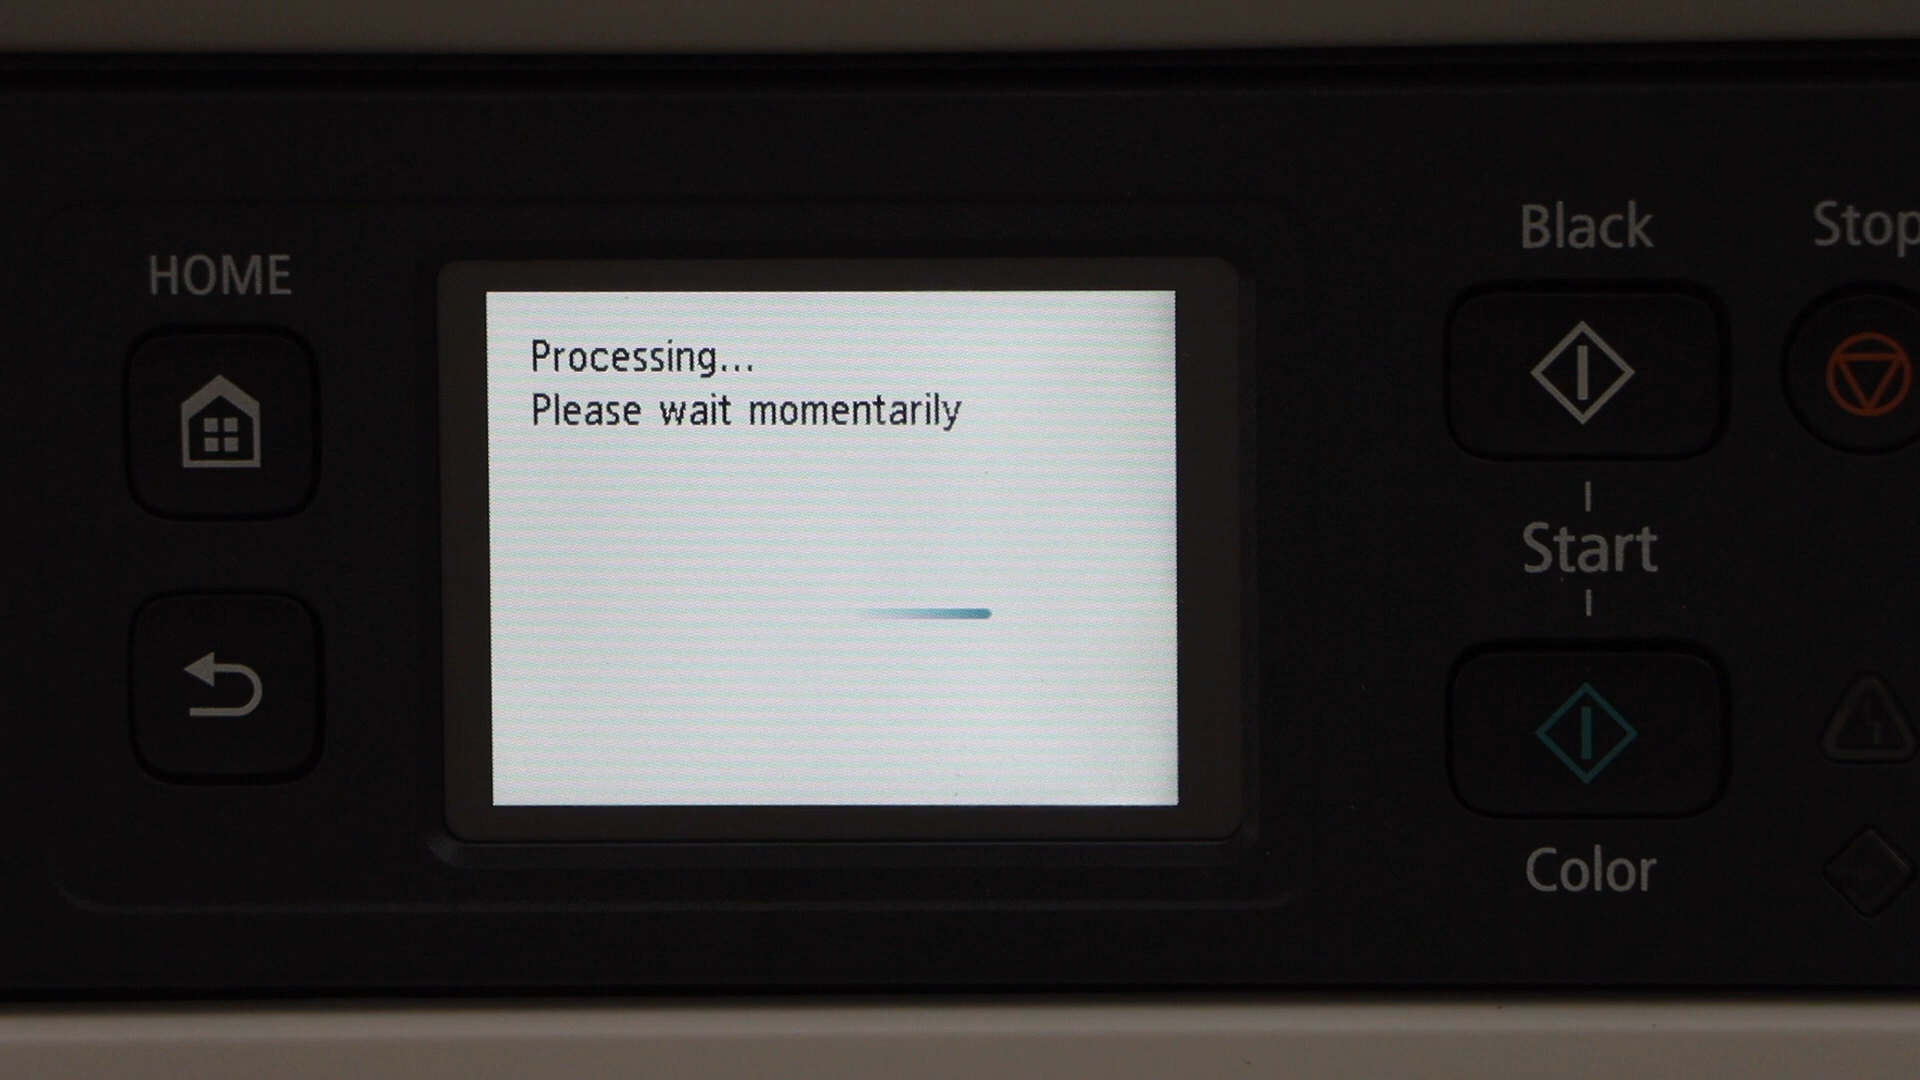 HOME
Processing...
Please wait momentarily
Black
Start
Color
Stop